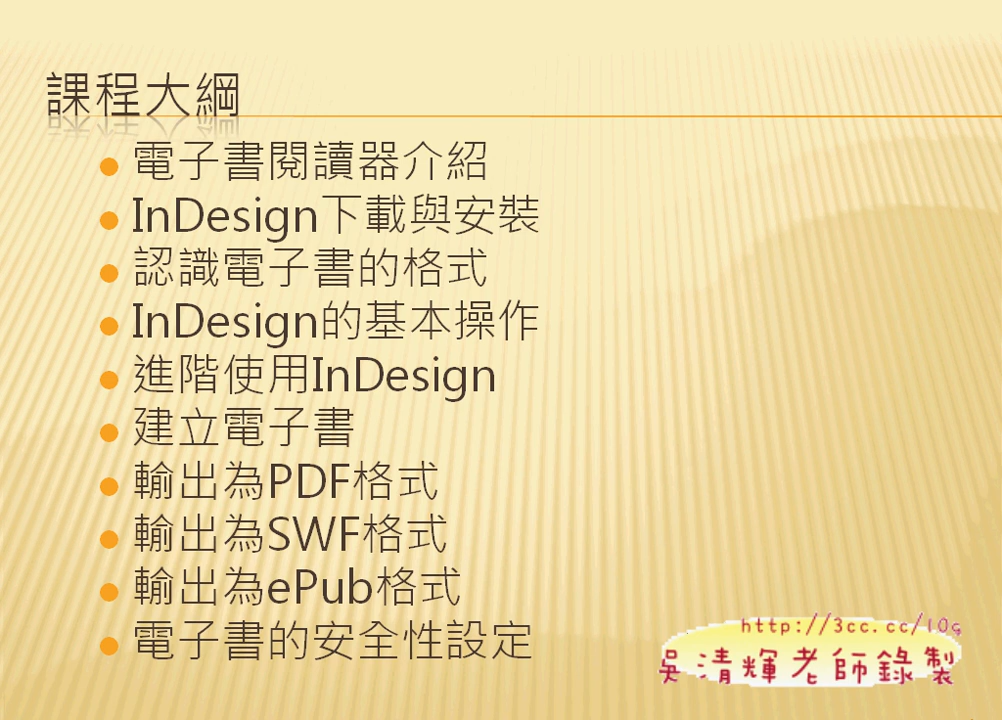 課程大綱
電子書閱讀器介紹
InDesign下載與安裝
認識電子書的格式
InDesign的基本操作
進階使用InDesign
建立電子書
輸出為PDF格式
輸出為SWF格式
輸出為ePub格式
電子書的安全性設定
吳清輝老師錄製